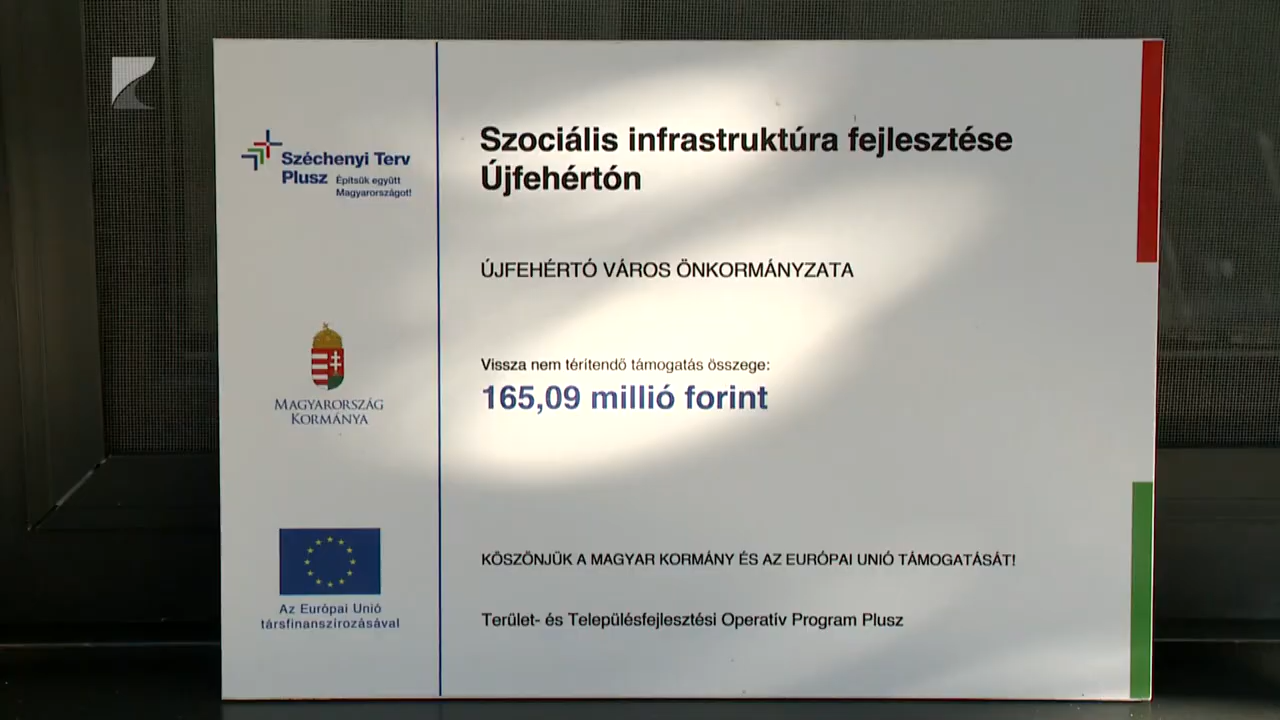 Széchenyi Terv
Plusz Építsük együtt
Magyarországot!
MAGYARORSZÁG
KORMÁNYA
Az Európai Unió
társfinanszírozásával
Szociális infrastruktúra fejlesztése
Újfehértón
ÚJFEHÉRTÓ VÁROS ÖNKORMÁNYZATA
Vissza nem térítendő támogatás összege:
165,09 millió forint
KÖSZÖNJÜK A MAGYAR KORMÁNY ÉS AZ EURÓPAI UNIÓ TÁMOGATÁSÁT!
Terület- és Településfejlesztési Operatív Program Plusz